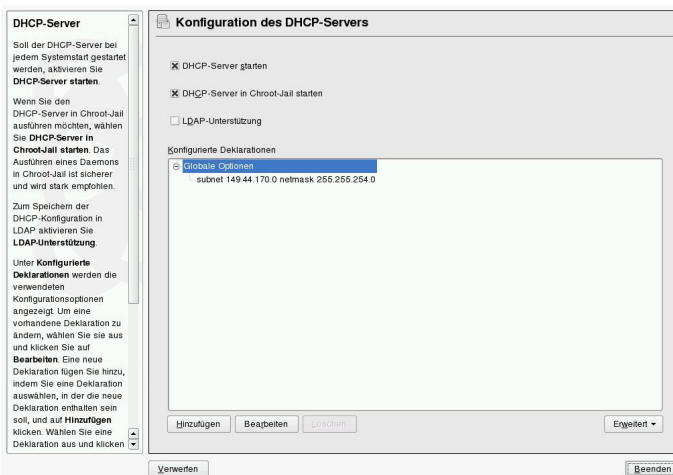 DHCP-Server
Soll der DHCP-Server bei
jedem Systemstart gestartet
werden, aktivieren Sie
DHCP-Server starten.
Wenn Sie den
DHCP-Server in Chroot-Jail
ausführen möchten, wählen
Sie DHCP-Server in
Chroot-Jail starten. Das
Ausführen eines Daemons
in Chroot-Jail ist sicherer
und wird stark empfohlen.
Zum Speichern der
DHCP-Konfiguration in
LDAP aktivieren Sie
LDAP-Unterstützung.
Unter Konfigurierte
Deklarationen werden die
verwendeten
Konfigurationsoptionen
angezeigt. Um eine
vorhandene Deklaration zu
ändern, wählen Sie sie aus
und klicken Sie auf
Bearbeiten. Eine neue
Deklaration fügen Sie hinzu,
indem Sie eine Deklaration
auswählen, in der die neue
Deklaration enthalten sein
soll, und auf Hinzufügen
klicken. Wählen Sie eine
Deklaration aus und klicken
Konfiguration des DHCP-Servers
DHCP-Server starten
DHCP-Server in Chroot-Jail starten
LDAP-Unterstützung
Konfigurierte Deklarationen
Globale Optionen
subnet 149.44.170.0 netmask 255.255.254.0
Hinzufügen
Bearbeiten
Löschen
Erweitert
Verwerfen
Beenden